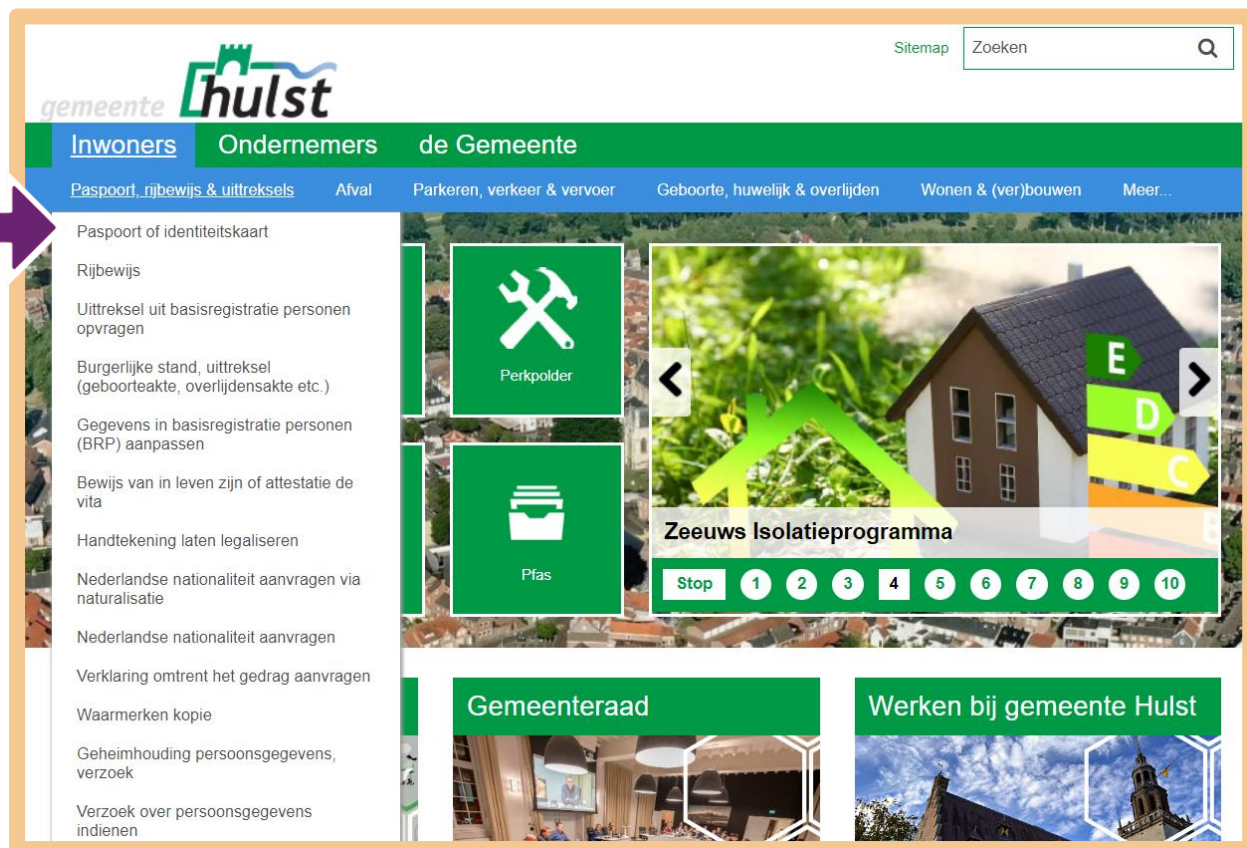 Sitemap
Zoeken
gemeente hulst
Inwoners Ondernemers de Gemeente
Paspoort, rijbewijs & uittreksels Afval Parkeren, verkeer & vervoer Geboorte, huwelijk & overlijden Wonen & (ver)bouwen Meer...
Paspoort of identiteitskaart
Rijbewijs
Uittreksel uit basisregistratie personen
opvragen
Burgerlijke stand, uittreksel
(geboorteakte, overlijdensakte etc.)
Gegevens in basisregistratie personen
(BRP) aanpassen
Bewijs van in leven zijn of attestatie de
vita
Handtekening laten legaliseren
Nederlandse nationaliteit aanvragen via
naturalisatie
Nederlandse nationaliteit aanvragen
Verklaring omtrent het gedrag aanvragen
Waarmerken kopie
Geheimhouding persoonsgegevens,
verzoek
Verzoek over persoonsgegevens
indienen
Perkpolder
Pfas
E
D
C
B
Zeeuws Isolatieprogramma
Stop 1 2 3 4 5 6 7 8 9 10
Gemeenteraad
Werken bij gemeente Hulst